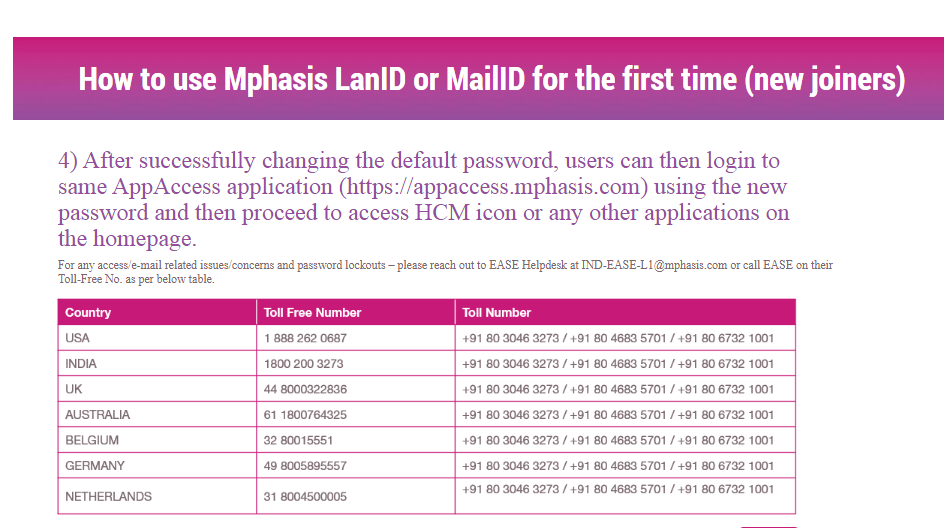 How to use Mphasis LanID or MailID for the first time (new joiners)
4) After successfully changing the default password, users can then login to
same AppAccess application (https://appaccess.mphasis.com) using the new
password and then proceed to access HCM icon or any other applications on
the homepage.
For any access/e-mail related issues/concerns and password lockouts – please reach out to EASE Helpdesk at IND-EASE-L1@mphasis.com or call EASE on their
Toll-Free No. as per below table.
Country Toll Free Number Toll Number
USA 1 888 262 0687 +91 80 3046 3273 / +91 80 4683 5701 / +91 80 6732 1001
INDIA 1800 200 3273 +91 80 3046 3273 / +91 80 4683 5701 / +91 80 6732 1001
UK 44 8000322836 +91 80 3046 3273 / +91 80 4683 5701 / +91 80 6732 1001
AUSTRALIA 61 1800764325 +91 80 3046 3273 / +91 80 4683 5701 / +91 80 6732 1001
BELGIUM 32 80015551 +91 80 3046 3273 / +91 80 4683 5701 / +91 80 6732 1001
GERMANY 49 8005895557 +91 80 3046 3273 / +91 80 4683 5701 / +91 80 6732 1001
NETHERLANDS 31 8004500005 +91 80 3046 3273 / +91 80 4683 5701 / +91 80 6732 1001